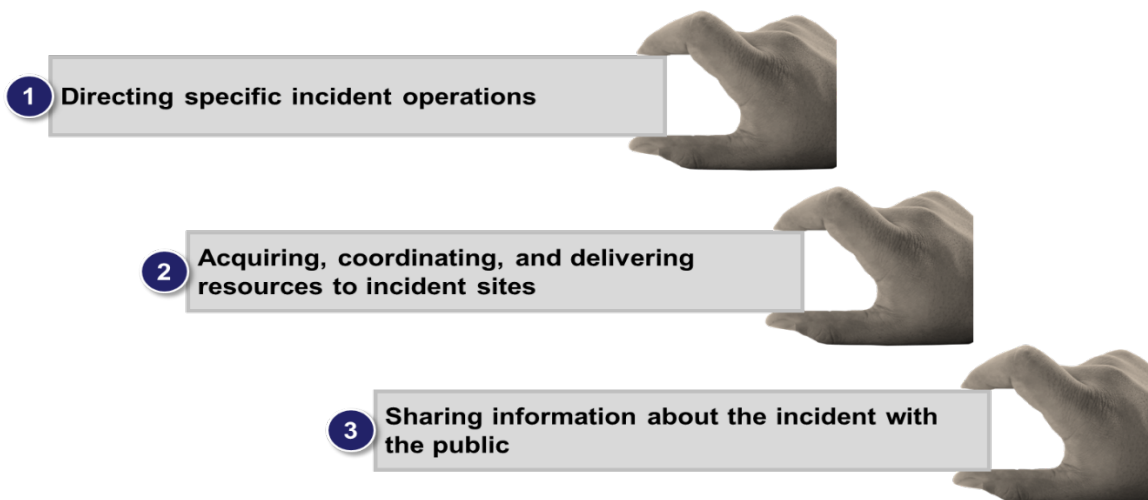 1 Directing specific incident operations
2 Acquiring, coordinating, and delivering
resources to incident sites
3 Sharing information about the incident with
the public